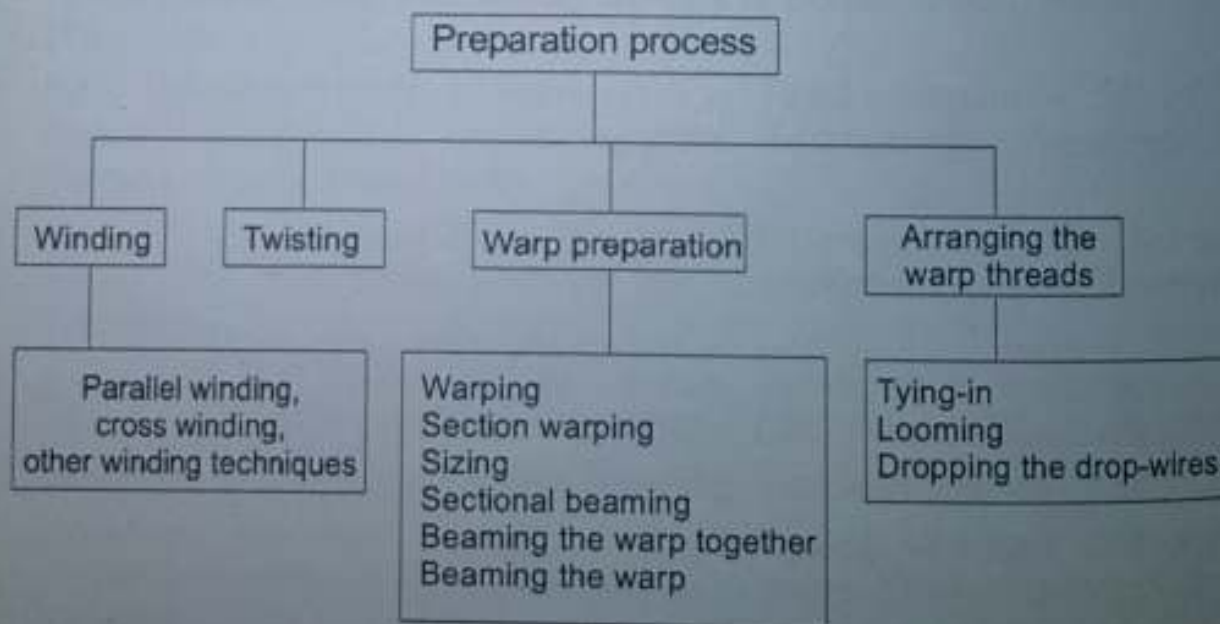 Preparation process
Winding
Twisting
Warp preparation
Arranging the
warp threads
Parallel winding,
cross winding,
other winding techniques
Warping
Section warping
Sizing
Sectional beaming
Beaming the warp together
Beaming the warp
Tying-in
Looming
Dropping the drop-wires